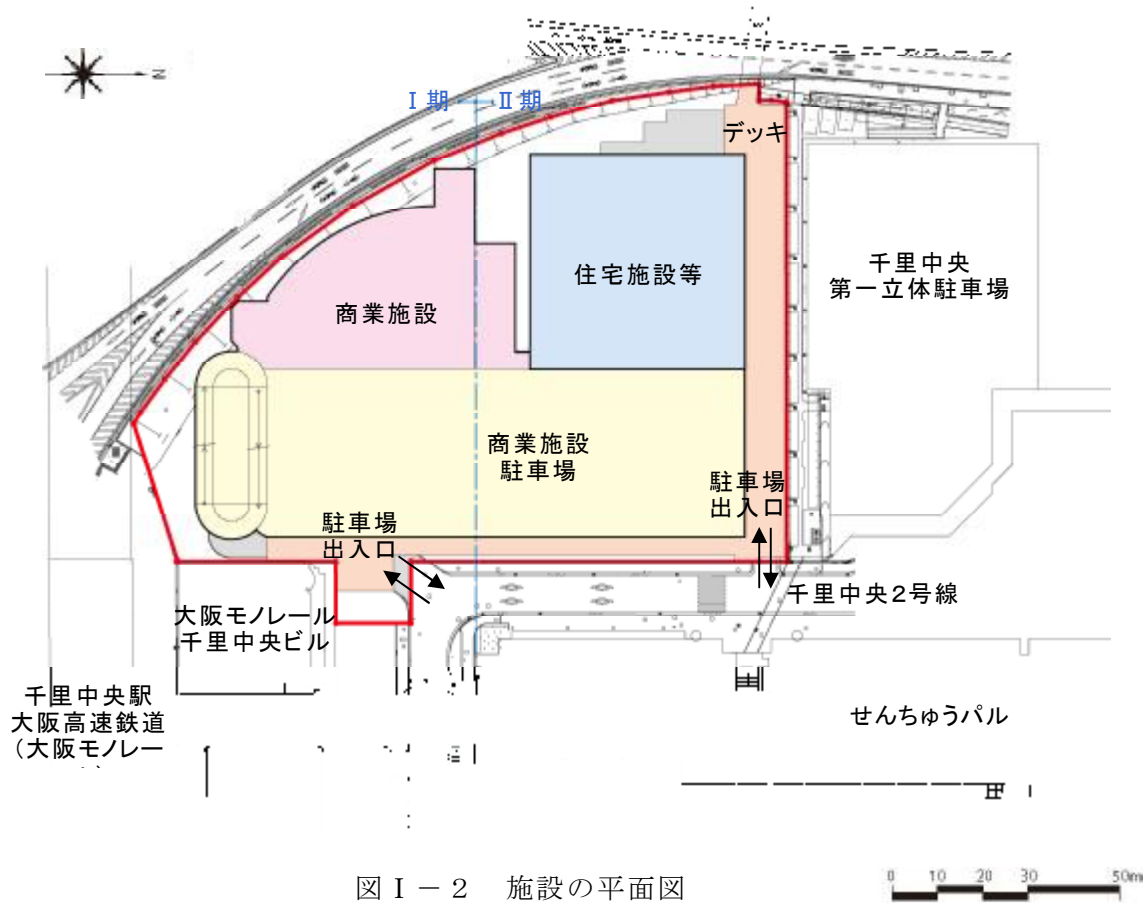 N
Ⅰ期 Ⅱ期
デッキ
住宅施設等
千里中央
第一立体駐車場
商業施設
商業施設
駐車場
駐車場
出入口
駐車場
出入口
大阪モノレール
千里中央ビル
千里中央2号線
千里中央駅
大阪高速鉄道
（大阪モノレー
せんちゅうパル
図Ⅰ－2 施設の平面図
0 10 20 30 50m